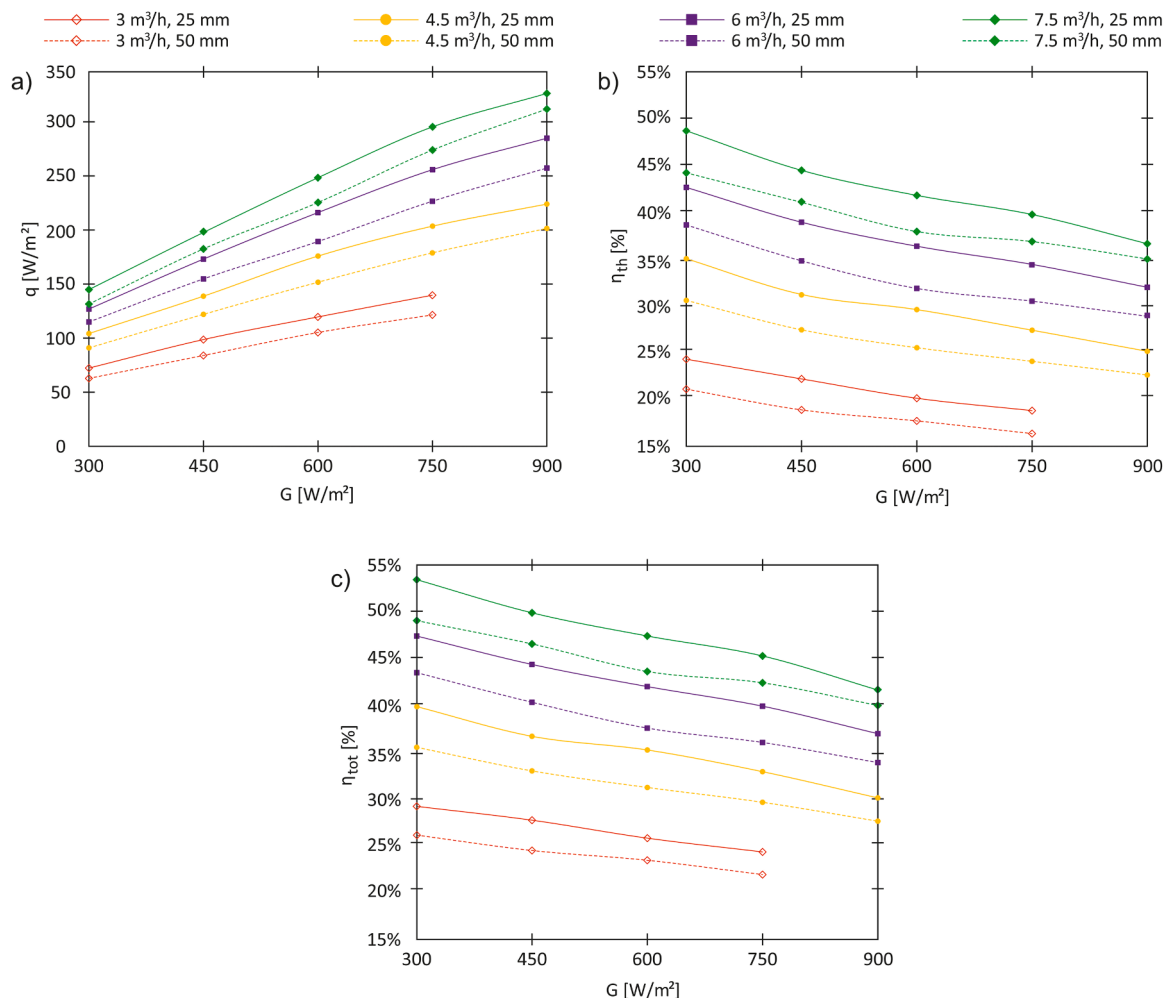 3 m³/h, 25 mm
4.5 m³/h, 25 mm
6 m³/h, 25 mm
7.5 m³/h, 25 mm
3 m³/h, 50 mm
4.5 m³/h, 50 mm
6 m³/h, 50 mm
7.5 m³/h, 50 mm
a)
350
300
250
200
150
100
50
0
q [W/m²]
300 450 600 750 900
G [W/m²]
b)
55%
50%
45%
40%
35%
30%
25%
20%
15%
ηth [%]
300 450 600 750 900
G [W/m²]
c)
55%
50%
45%
40%
35%
30%
25%
20%
15%
ηtot [%]
300 450 600 750 900
G [W/m²]